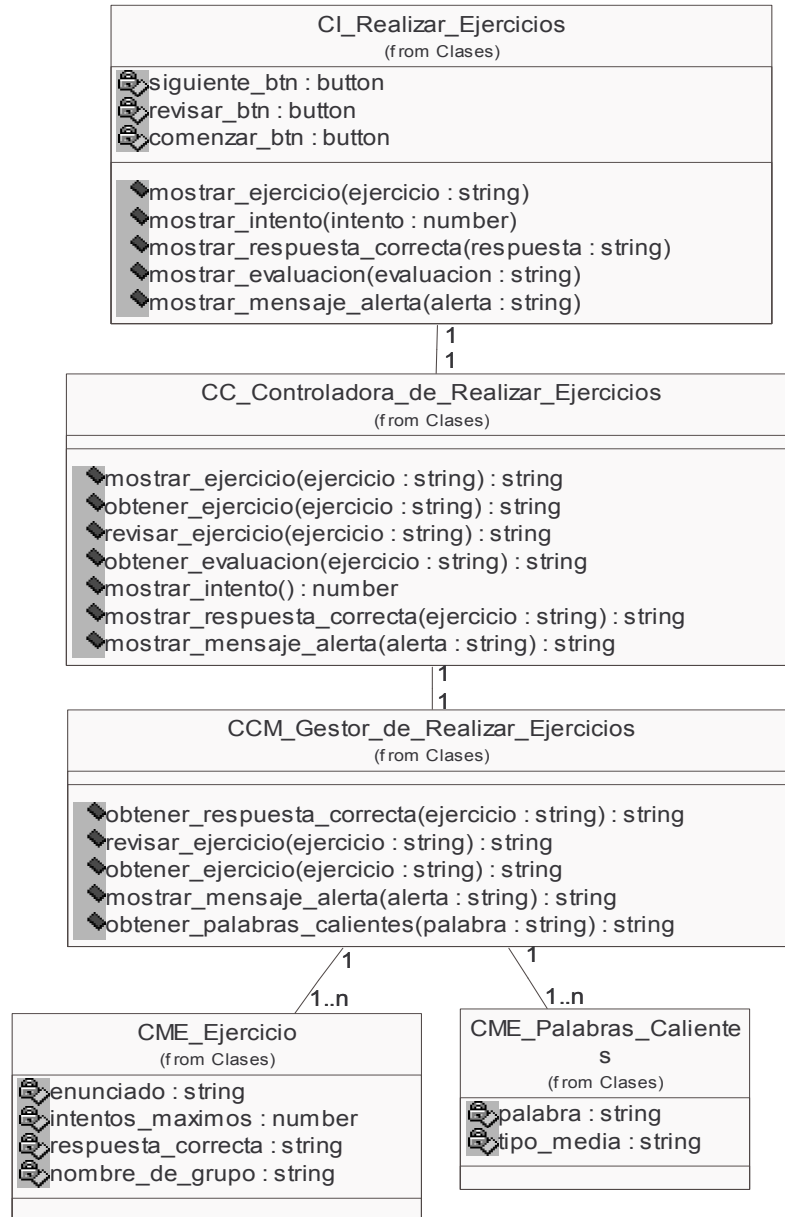 CI_Realizar_Ejercicios
(from Clases)
siguiente_btn : button
revisar_btn : button
comenzar_btn : button
mostrar_ejercicio(ejercicio : string)
mostrar_intento(intento : number)
mostrar_respuesta_correcta(respuesta : string)
mostrar_evaluacion(evaluacion : string)
mostrar_mensaje_alerta(alerta : string)
1
1
CC_Controladora_de_Realizar_Ejercicios
(from Clases)
mostrar_ejercicio(ejercicio : string) : string
obtener_ejercicio(ejercicio : string) : string
revisar_ejercicio(ejercicio : string) : string
obtener_evaluacion(ejercicio : string) : string
mostrar_intento() : number
mostrar_respuesta_correcta(ejercicio : string) : string
mostrar_mensaje_alerta(alerta : string) : string
1
1
CCM_Gestor_de_Realizar_Ejercicios
(from Clases)
obtener_respuesta_correcta(ejercicio : string) : string
revisar_ejercicio(ejercicio : string) : string
obtener_ejercicio(ejercicio : string) : string
mostrar_mensaje_alerta(alerta : string) : string
obtener_palabras_calientes(palabra : string) : string
1
1
1..n
1..n
CME_Ejercicio
(from Clases)
enunciado : string
intentos_maximos : number
respuesta_correcta : string
nombre_de_grupo : string
CME_Palabras_Caliente
s
(from Clases)
palabra : string
tipo_media : string